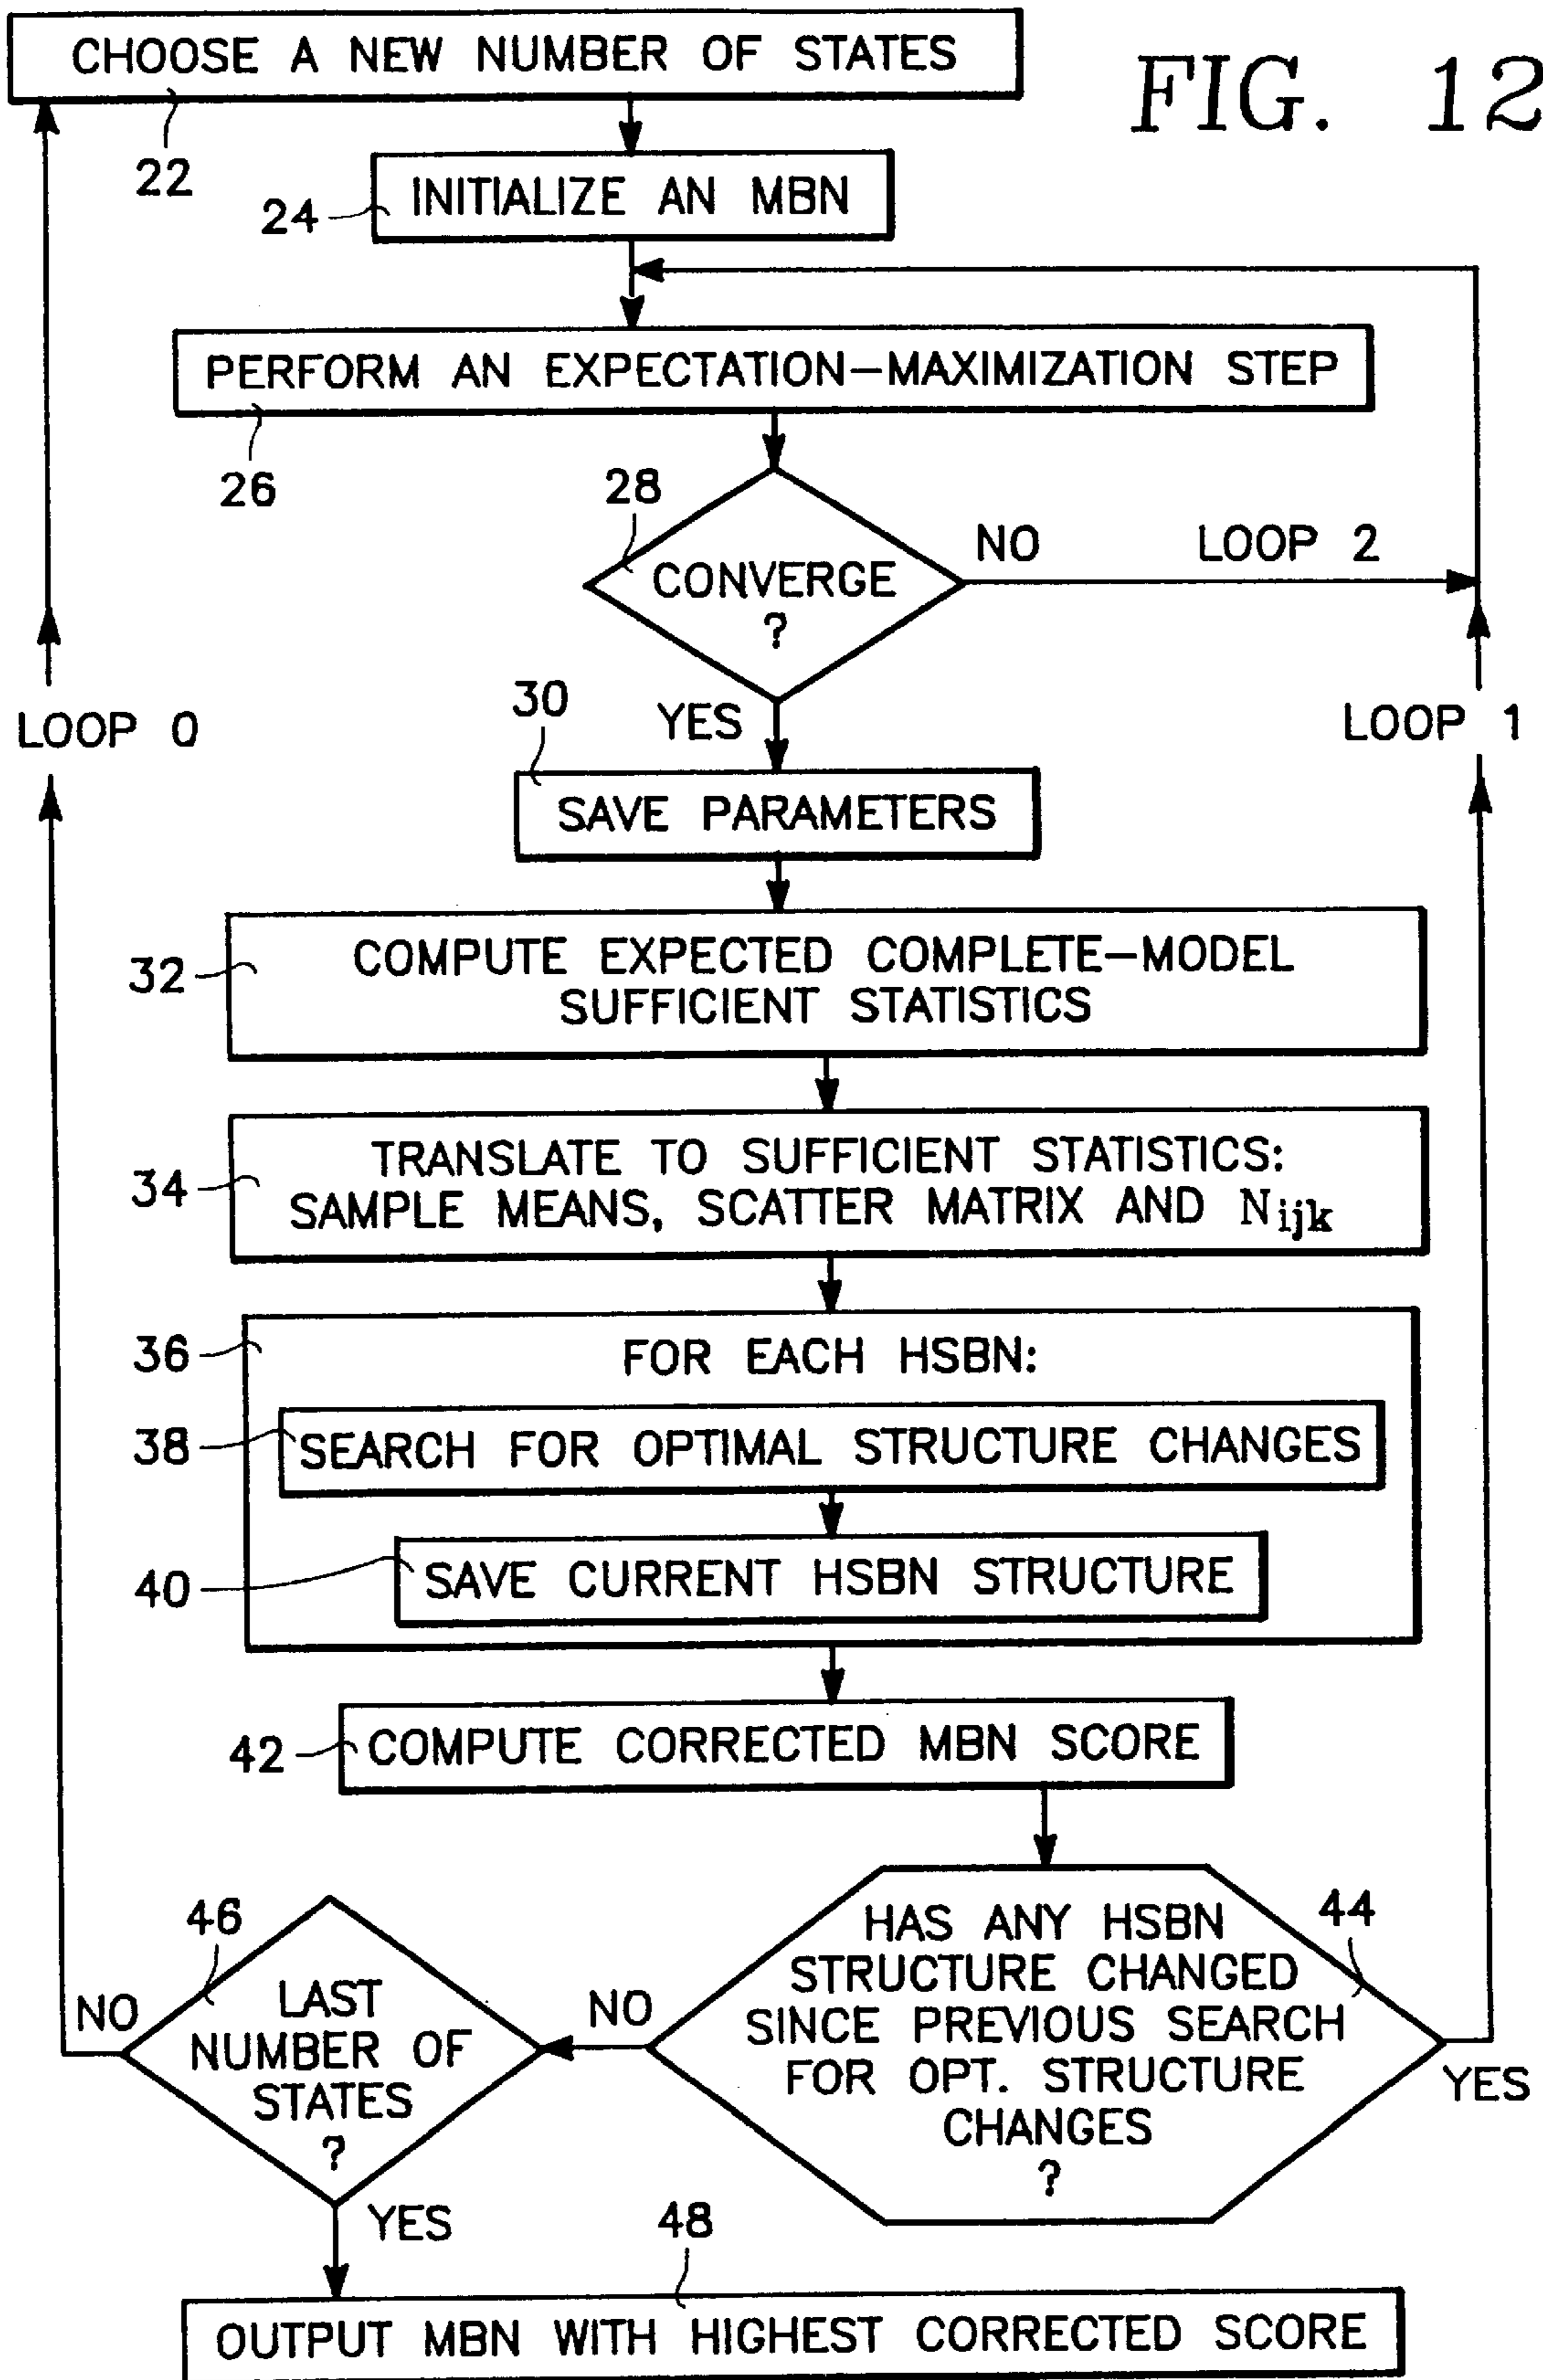 CHOOSE A NEW NUMBER OF STATES
FIG. 12
22
INITIALIZE AN MBN
24
PERFORM AN EXPECTATION-MAXIMIZATION STEP
26
28
CONVERGE
?
NO
LOOP 2
YES
LOOP 0
LOOP 1
30
SAVE PARAMETERS
32
COMPUTE EXPECTED COMPLETE-MODEL
SUFFICIENT STATISTICS
34
TRANSLATE TO SUFFICIENT STATISTICS:
SAMPLE MEANS, SCATTER MATRIX AND Nijk
36
FOR EACH HSBN:
38
SEARCH FOR OPTIMAL STRUCTURE CHANGES
40
SAVE CURRENT HSBN STRUCTURE
42
COMPUTE CORRECTED MBN SCORE
44
HAS ANY HSBN
STRUCTURE CHANGED
SINCE PREVIOUS SEARCH
FOR OPT. STRUCTURE
CHANGES
?
YES
NO
46
LAST
NUMBER OF
STATES
?
NO
YES
48
OUTPUT MBN WITH HIGHEST CORRECTED SCORE